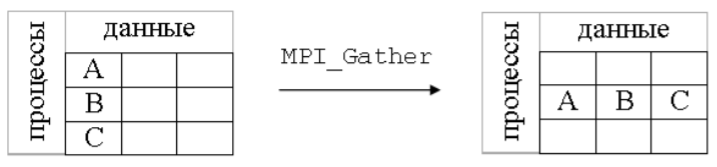 процессы
данные
A
B
C
MPI_Gather
процессы
данные
A B C